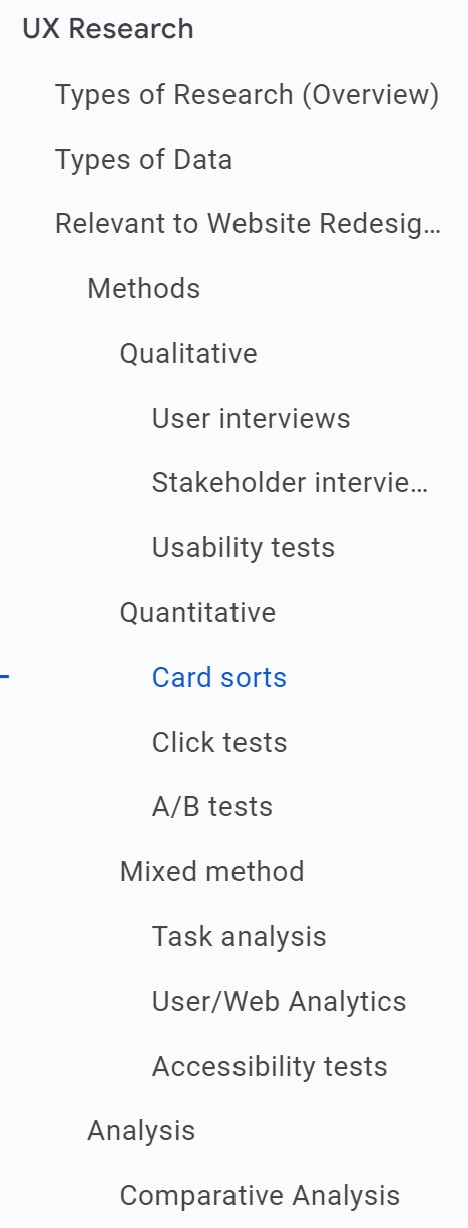 UX Research
Types of Research (Overview)
Types of Data
Relevant to Website Redesig...
Methods
Qualitative
User interviews
Stakeholder intervie...
Usability tests
Quantitative
Card sorts
Click tests
A/B tests
Mixed method
Task analysis
User/Web Analytics
Accessibility tests
Analysis
Comparative Analysis